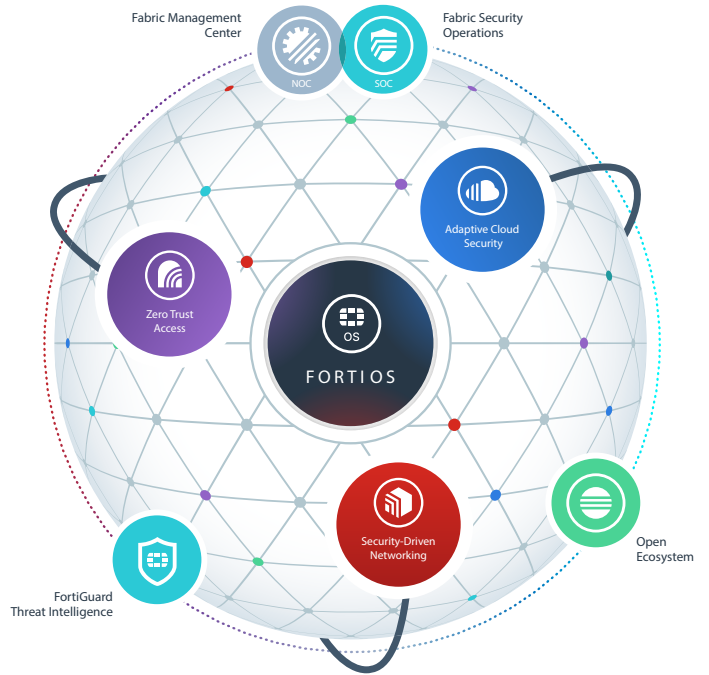 Fabric Management
Center
NOC
SOC
Fabric Security
Operations
Adaptive Cloud
Security
Zero Trust
Access
OS
FORTIOS
Security-Driven
Networking
Open
Ecosystem
FortiGuard
Threat Intelligence